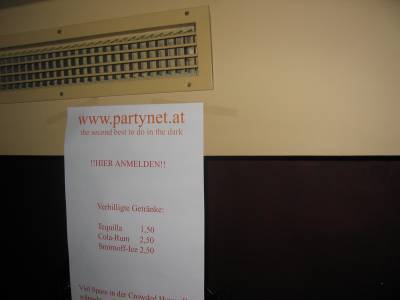 www.partynet.at
the second best to do in the dark
!!HIER ANMELDEN!!
Verbilligte Getränke:
Tequilla 1,50
Cola-Rum 2,50
Smirnoff-Ice 2,50
Viel Spass in der